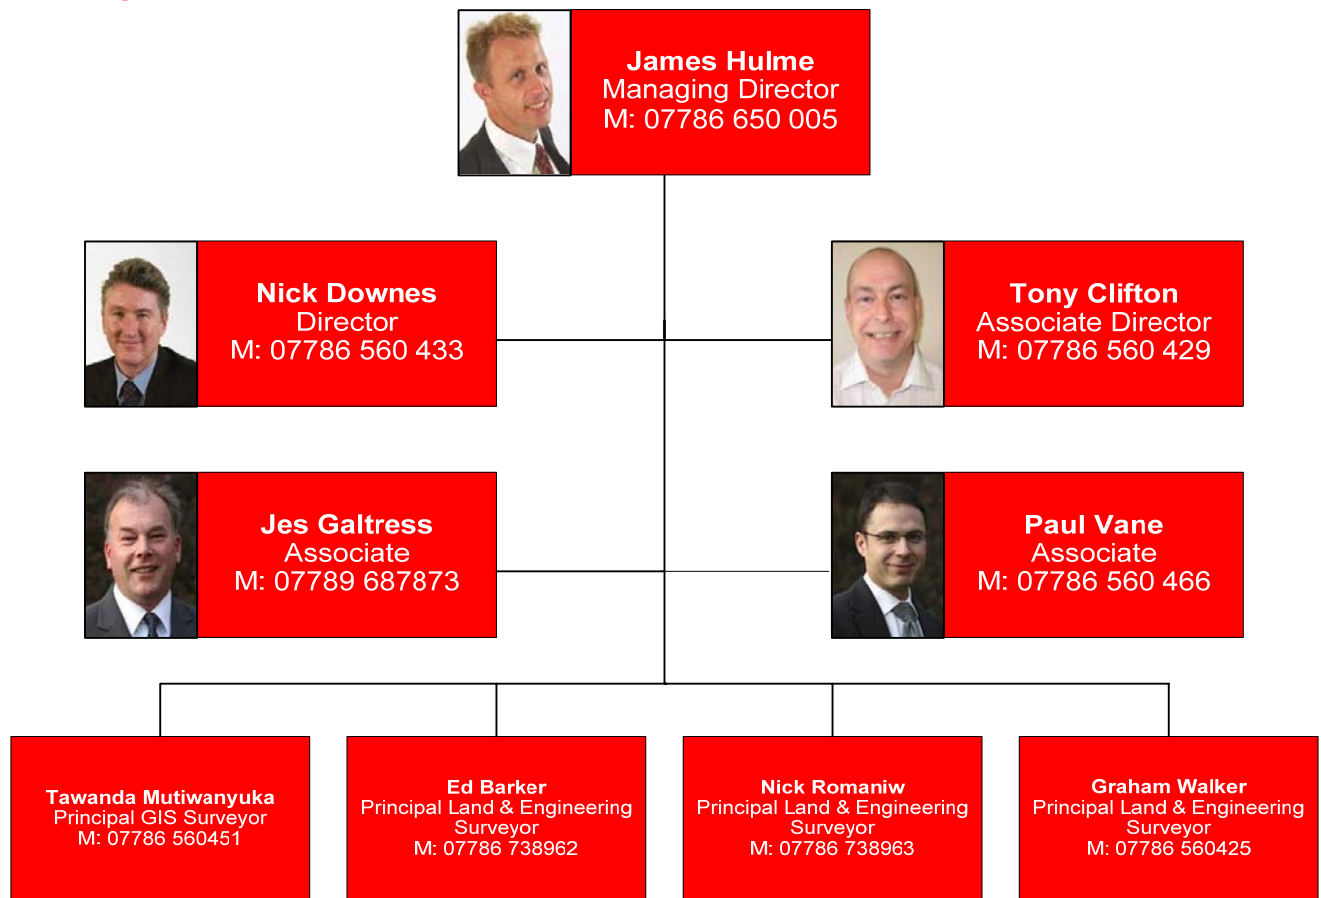 James Hulme
Managing Director
M: 07786 650 005
Nick Downes
Director
M: 07786 560 433
Tony Clifton
Associate Director
M: 07786 560 429
Jes Galtress
Associate
M: 07789 687873
Paul Vane
Associate
M: 07786 560 466
Tawanda Mutiwanyuka
Principal GIS Surveyor
M: 07786 560451
Ed Barker
Principal Land & Engineering
Surveyor
M: 07786 738962
Nick Romaniw
Principal Land & Engineering
Surveyor
M: 07786 738963
Graham Walker
Principal Land & Engineering
Surveyor
M: 07786 560425